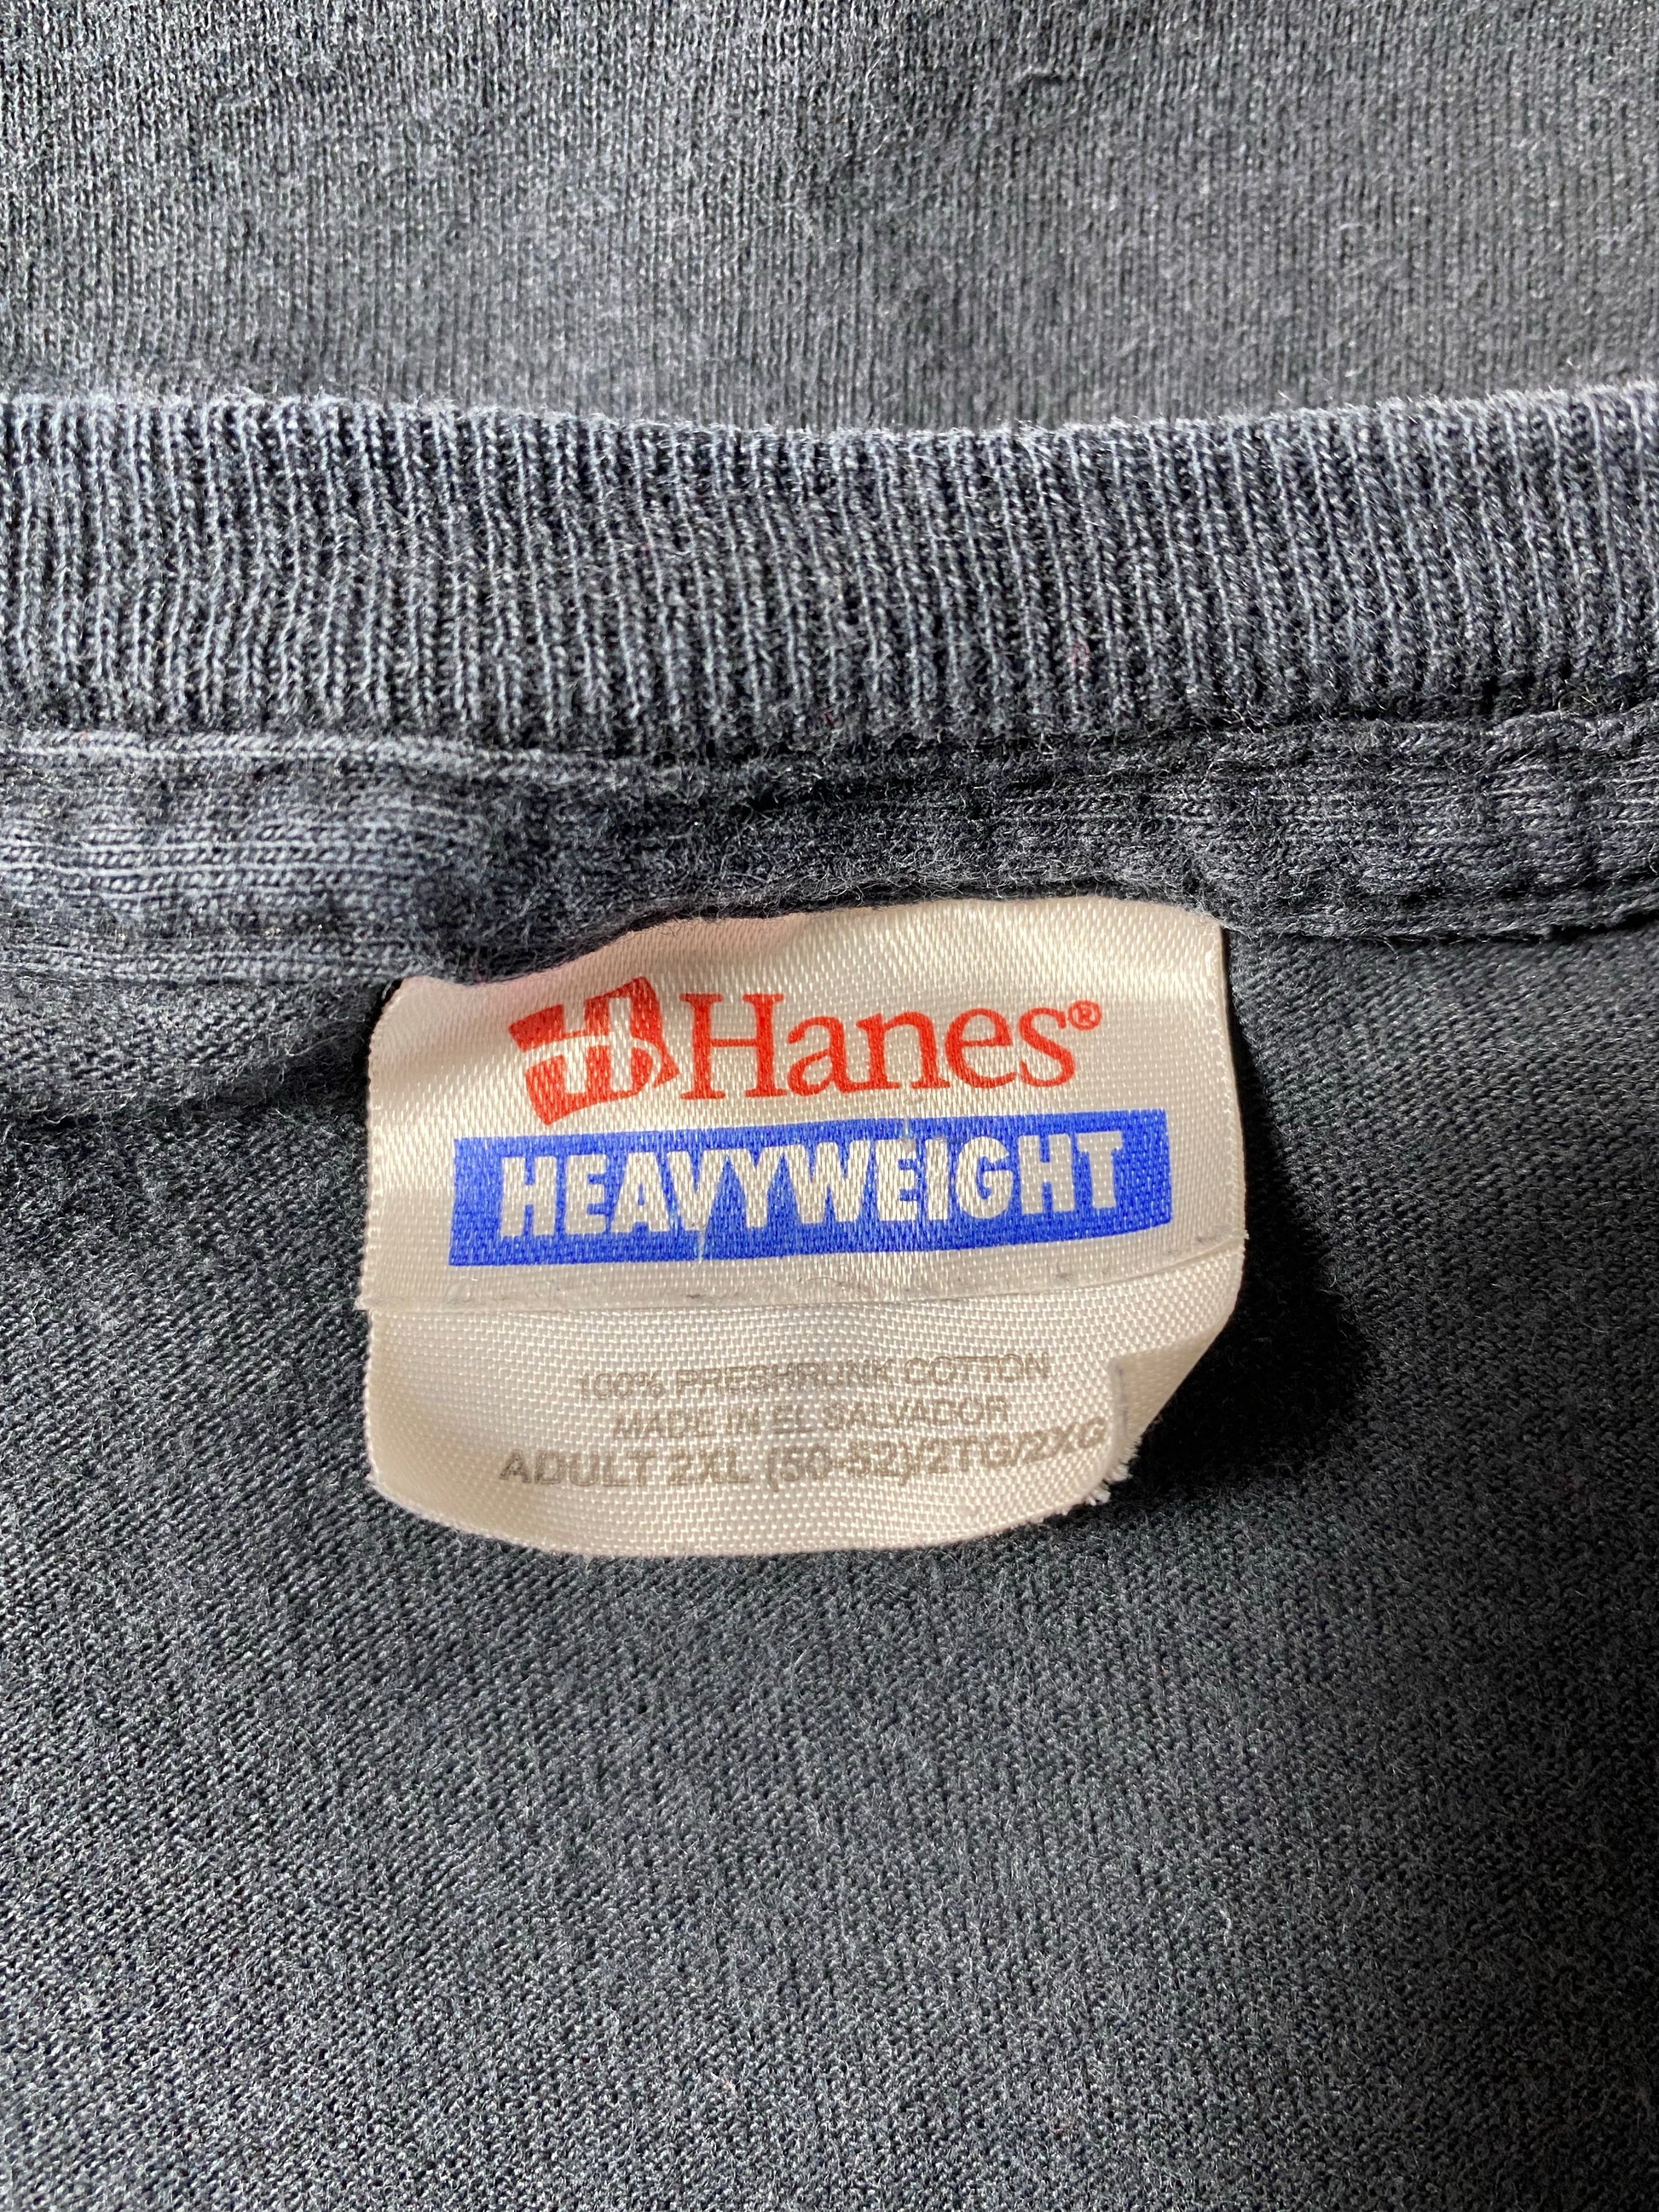 Hanes®
HEAVYWEIGHT
100% PRESHRUNK COTTON
MADE IN EL SALVADOR
ADULT 2XL (50-52)/2TG/2XG